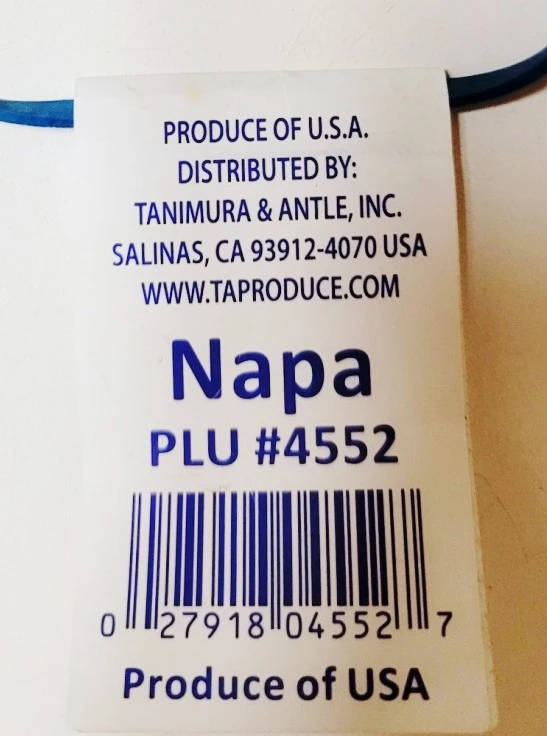 PRODUCE OF U.S.A.
DISTRIBUTED BY:
TANIMURA & ANTLE, INC.
SALINAS, CA 93912-4070 USA
WWW.TAPRODUCE.COM
Napa
PLU #4552
0 27918 04552 7
Produce of USA